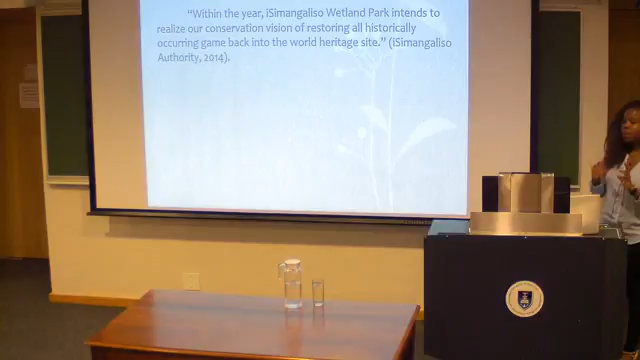 "Within the year, iSimangaliso Wetland Park intends to
realize our conservation vision of restoring all historically
occurring game back into the world heritage site." (iSimangaliso
Authority, 2014).